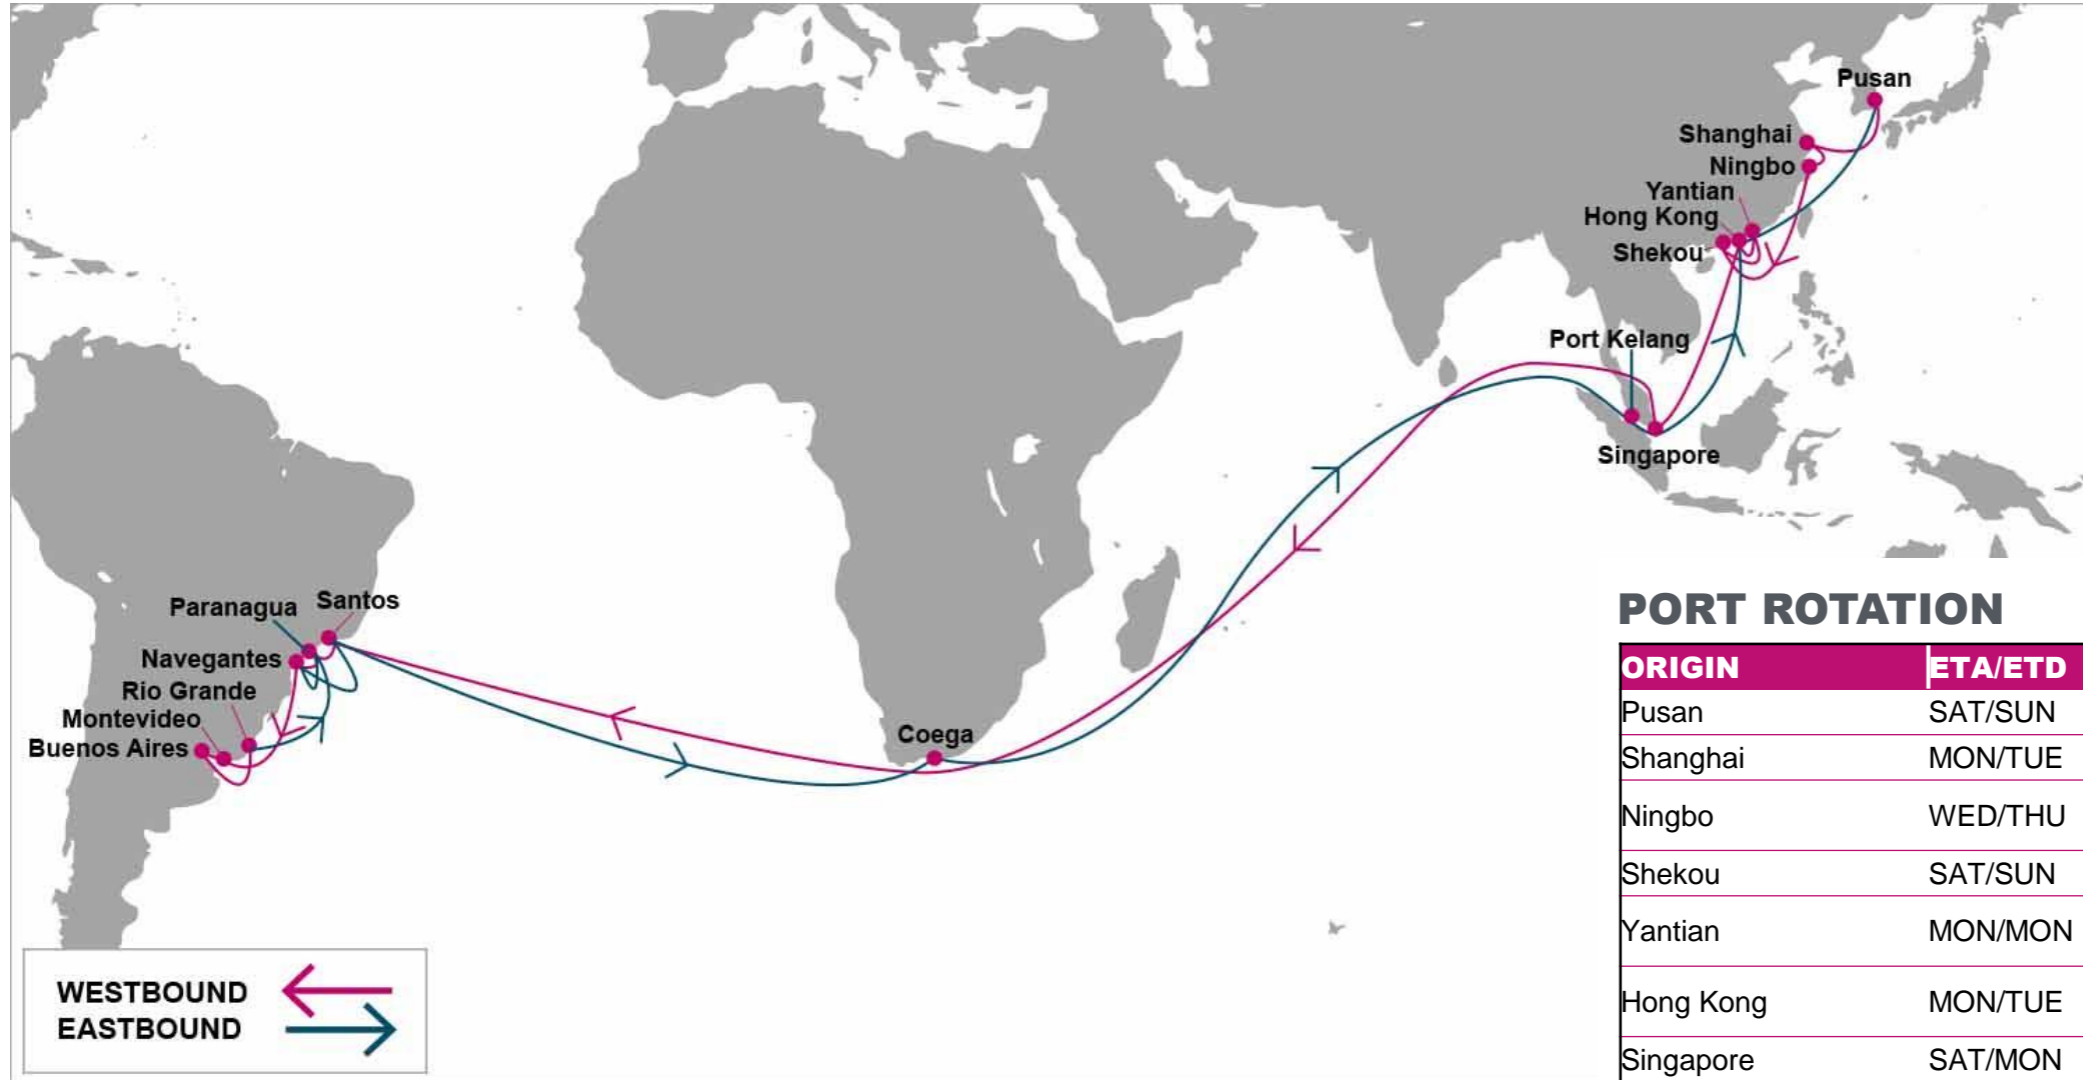 Pusan
Shanghai
Ningbo
Yantian
Hong Kong
Shekou
Port Kelang
Singapore
Paranagua
Santos
Navegantes
Rio Grande
Montevideo
Buenos Aires
Coega
WESTBOUND
EASTBOUND
PORT ROTATION
ORIGIN ETA/ETD
Pusan SAT/SUN
Shanghai MON/TUE
Ningbo WED/THU
Shekou SAT/SUN
Yantian MON/MON
Hong Kong MON/TUE
Singapore SAT/MON